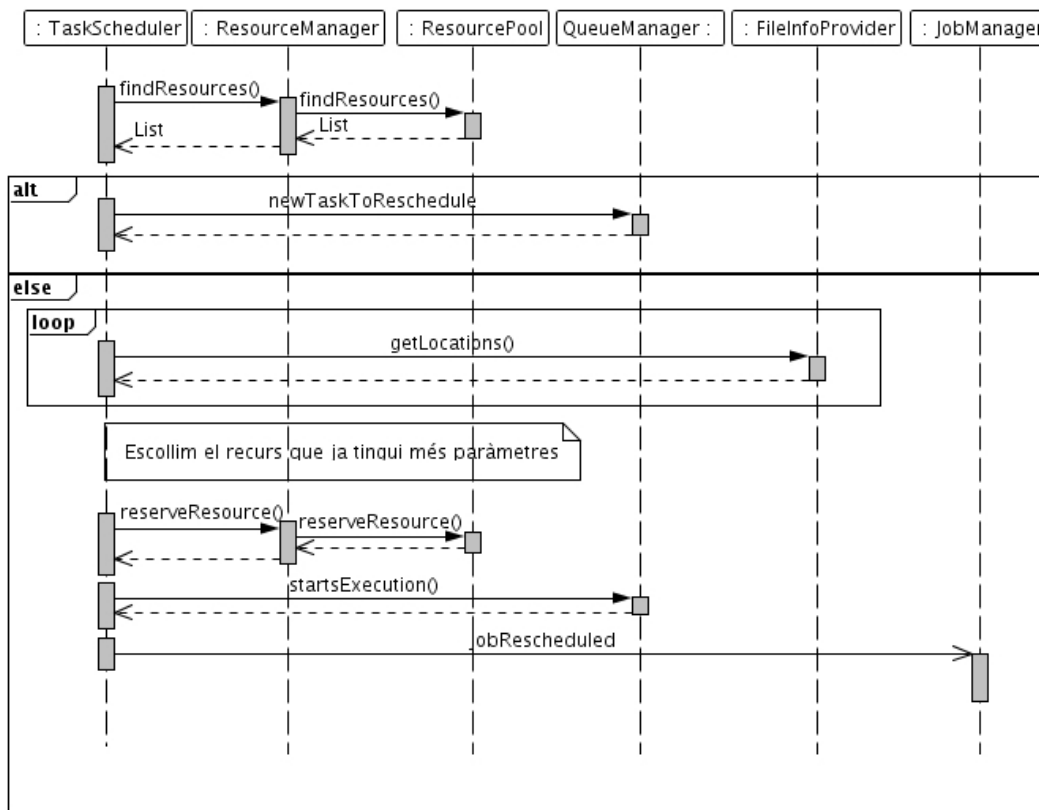 : TaskScheduler
: ResourceManager
: ResourcePool
QueueManager :
: FileInfoProvider
: JobManager
findResources()
findResources()
List
List
alt
newTaskToReschedule
else
loop
getLocations()
Escollim el recurs que ja tingui més paràmetres
reserveResource()
reserveResource()
startsExecution()
jobRescheduled